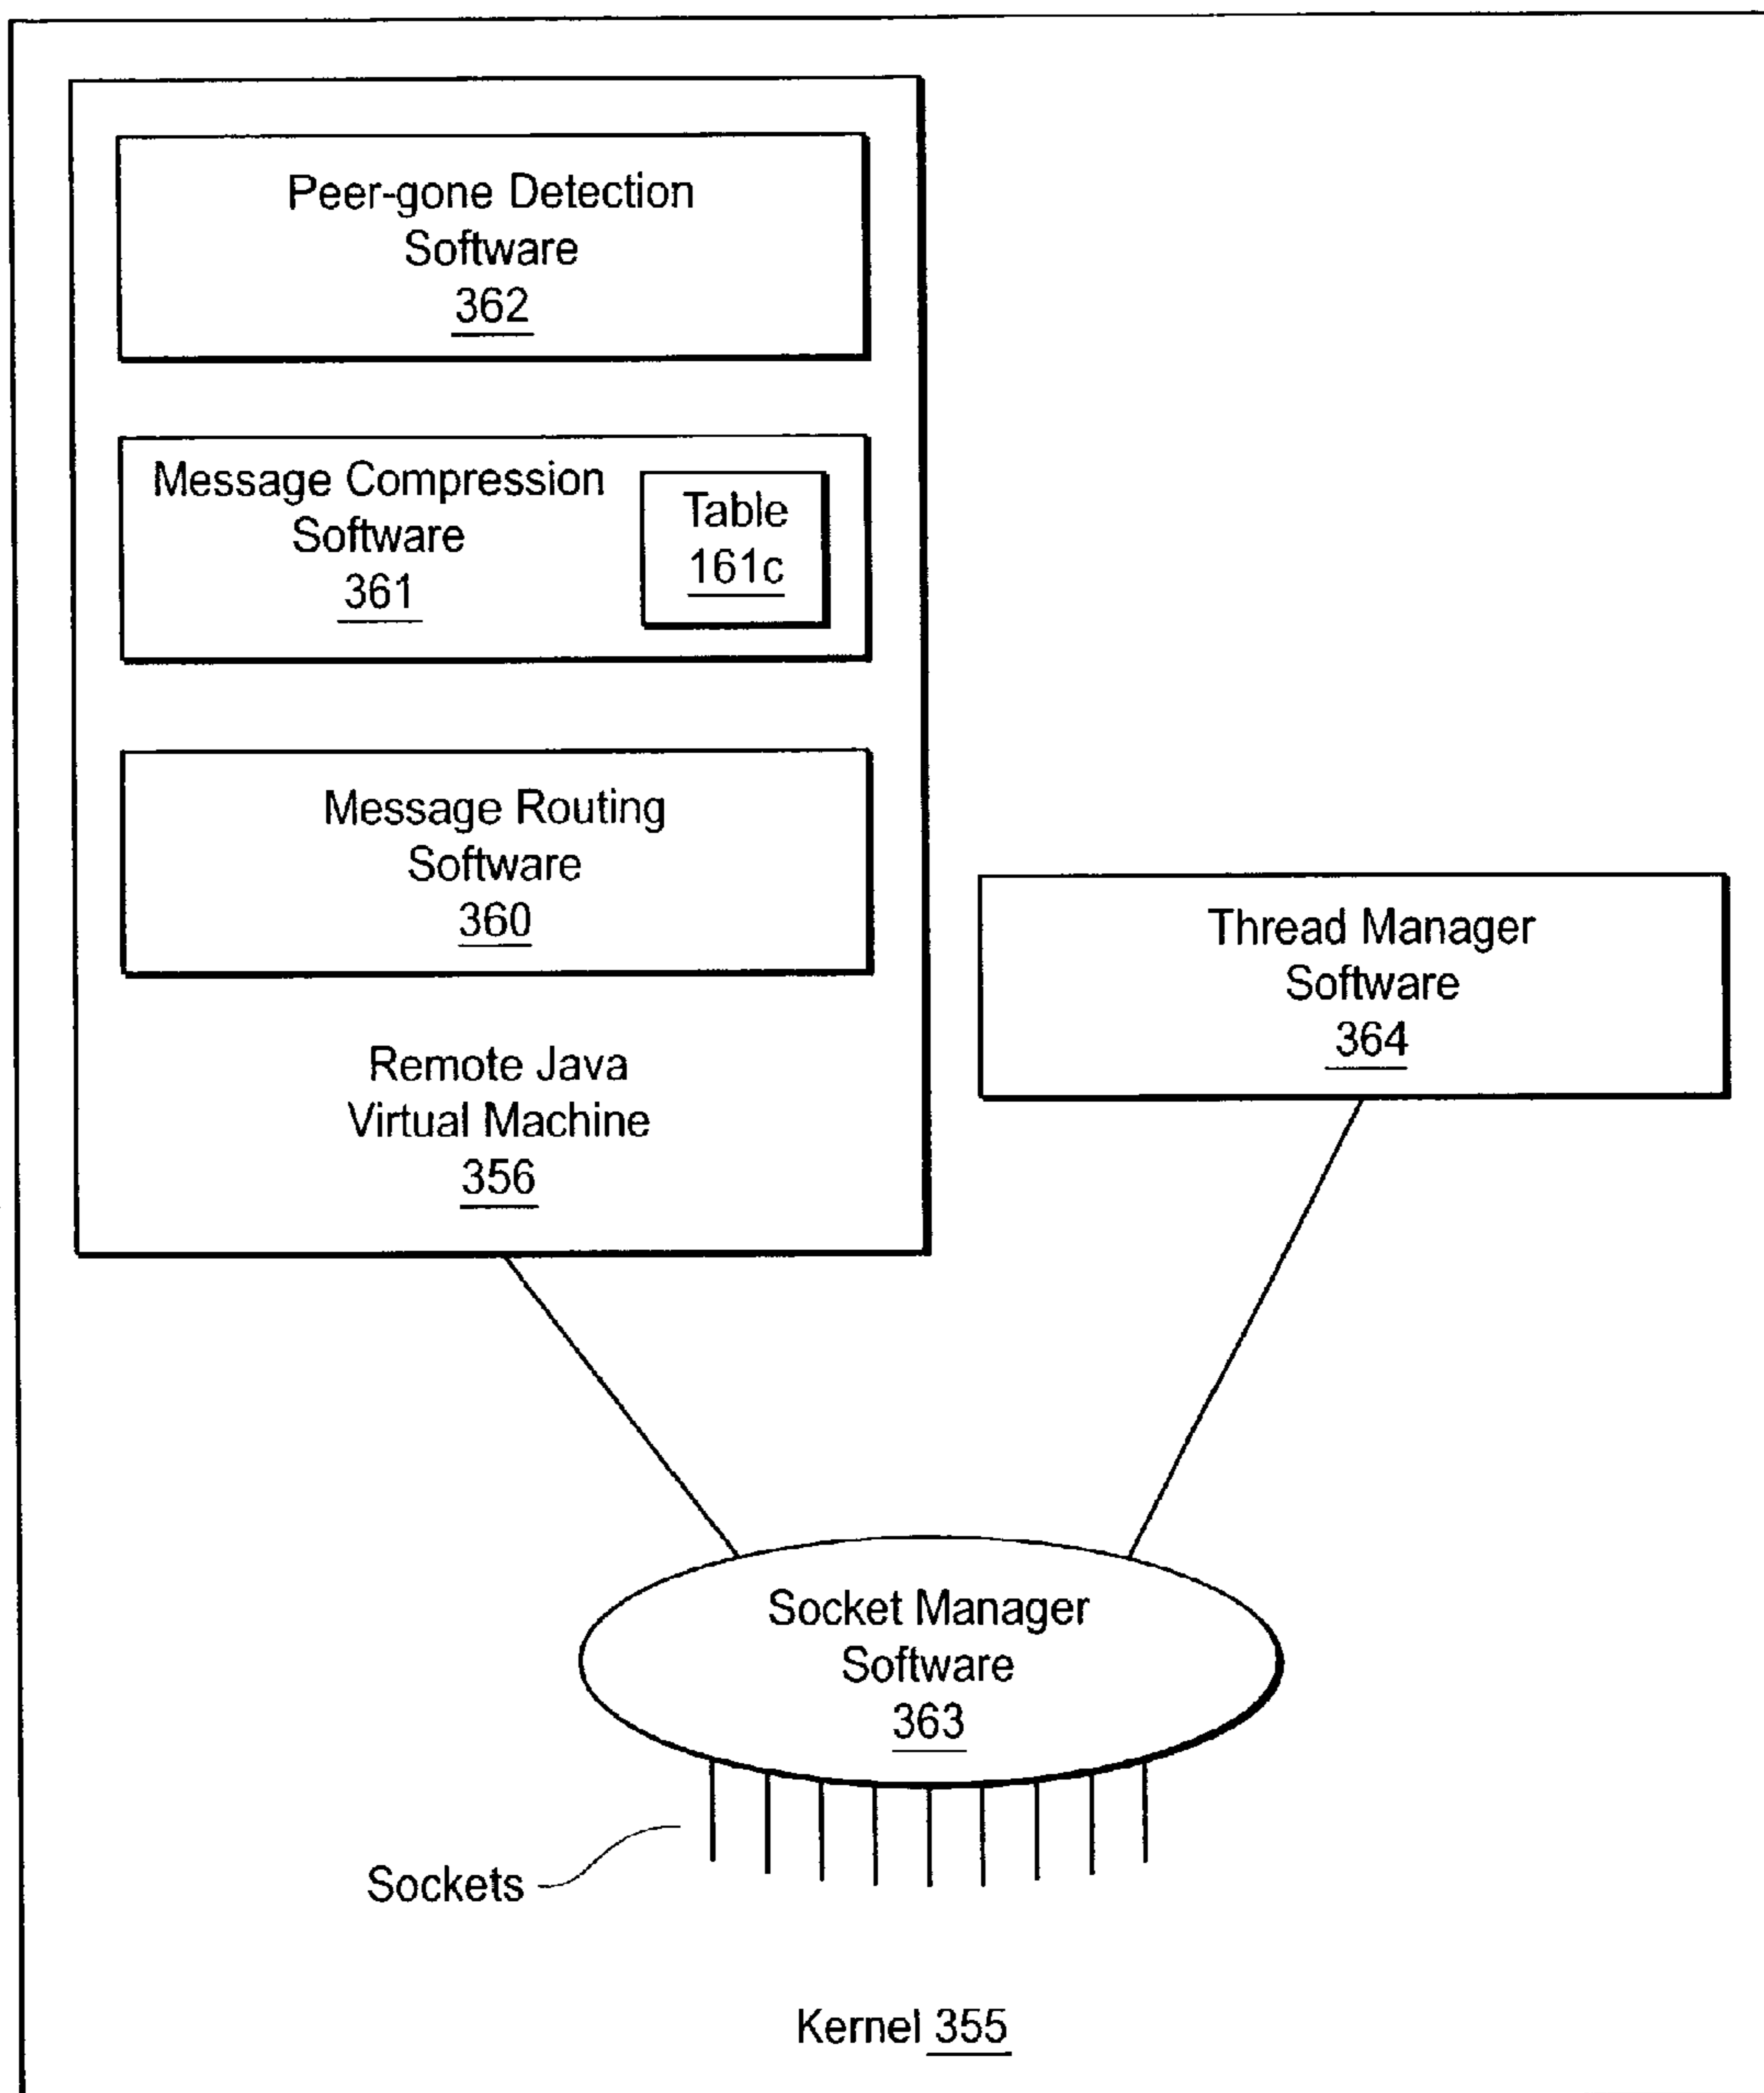 Peer-gone Detection
Software
362
Message Compression
Software
361
Table
161c
Message Routing
Software
360
Remote Java
Virtual Machine
356
Thread Manager
Software
364
Socket Manager
Software
363
Sockets
Kernel 355